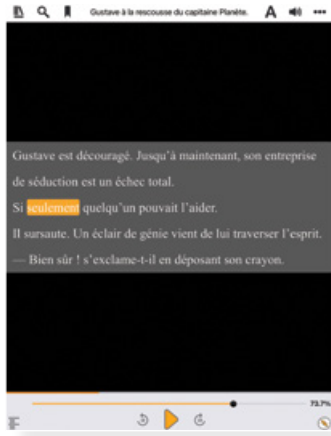 Gustave à la rescousse du capitaine Planète. A
Gustave est découragé. Jusqu'à maintenant, son entreprise
de séduction est un échec total.
Si seulement quelqu'un pouvait l'aider.
Il sursaute. Un éclair de génie vient de lui traverser l'esprit.
— Bien sûr ! s'exclame-t-il en déposant son crayon.
73.7%